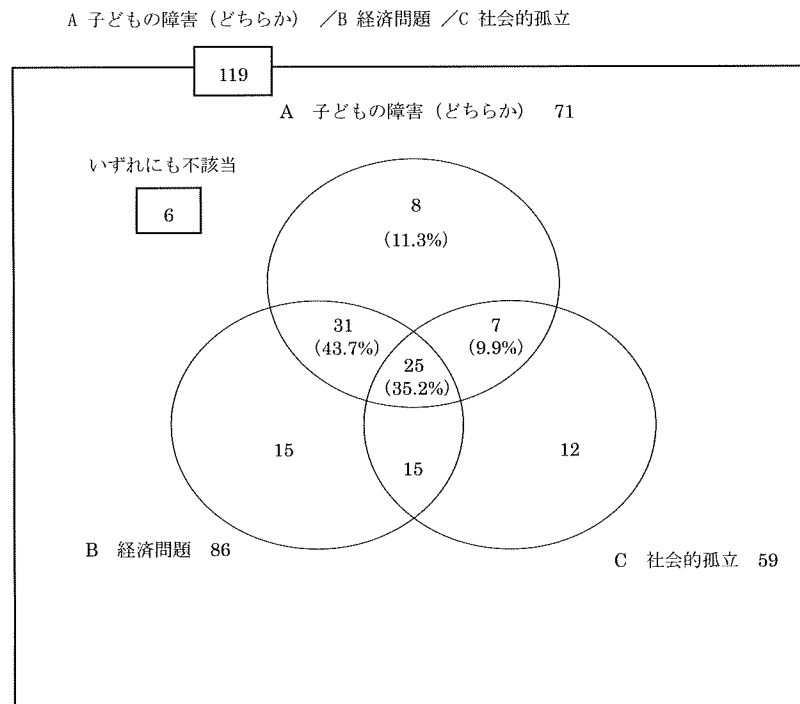 A 子どもの障害(どちらか) /B 経済問題 /C 社会的孤立
119
A 子どもの障害(どちらか) 71
いずれにも不該当
6
8
(11.3%)
31
(43.7%)
7
(9.9%)
25
(35.2%)
15
15
12
B 経済問題 86
C 社会的孤立 59